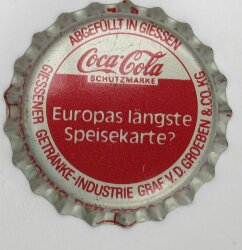 ABGEFÜLLT IN GIESSEN
Coca-Cola
SCHUTZMARKE
Europas längste
Speisekarte?
GIESSENER GETRÄNKE-INDUSTRIE GRAF V. D. GROEBEN & CO. KG